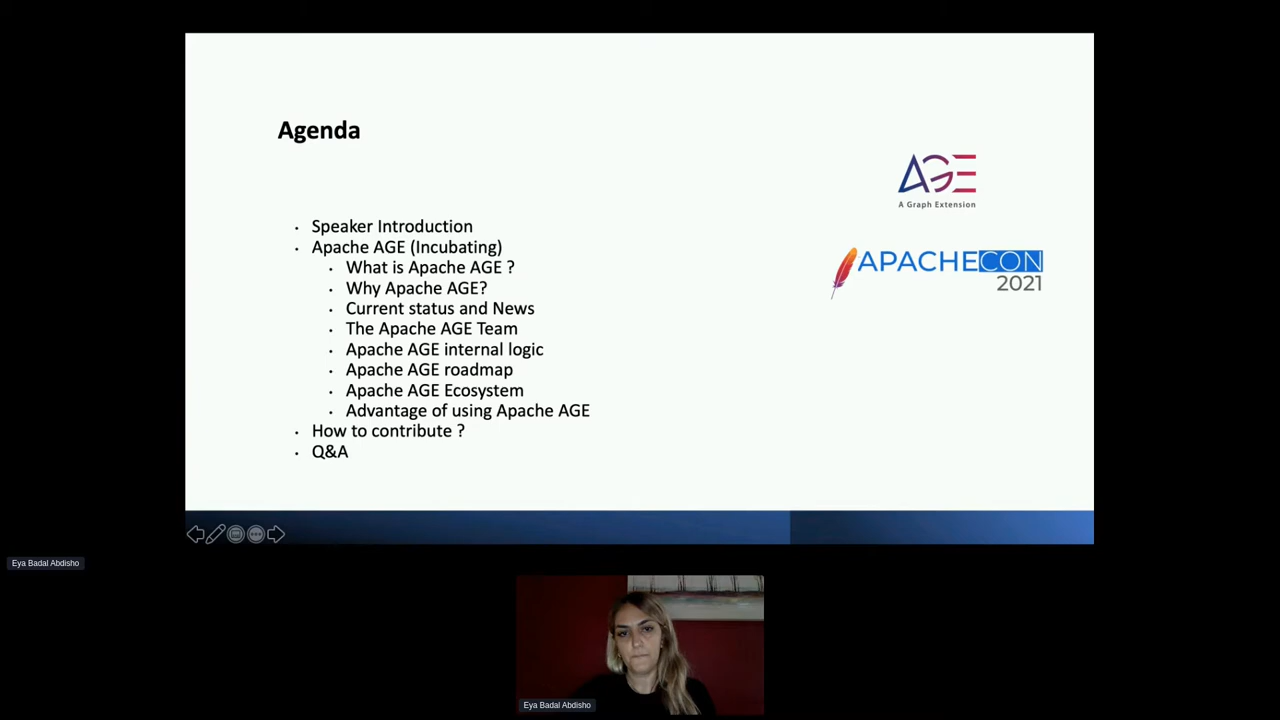 Agenda
AGE
A Graph Extension
Speaker Introduction
Apache AGE (Incubating)
APACHECON
2021
What is Apache AGE ?
Why Apache AGE?
Current status and News
The Apache AGE Team
Apache AGE internal logic
Apache AGE roadmap
Apache AGE Ecosystem
Advantage of using Apache AGE
How to contribute ?
Q&A
Eya Badal Abdisho
Eya Badal Abdisho